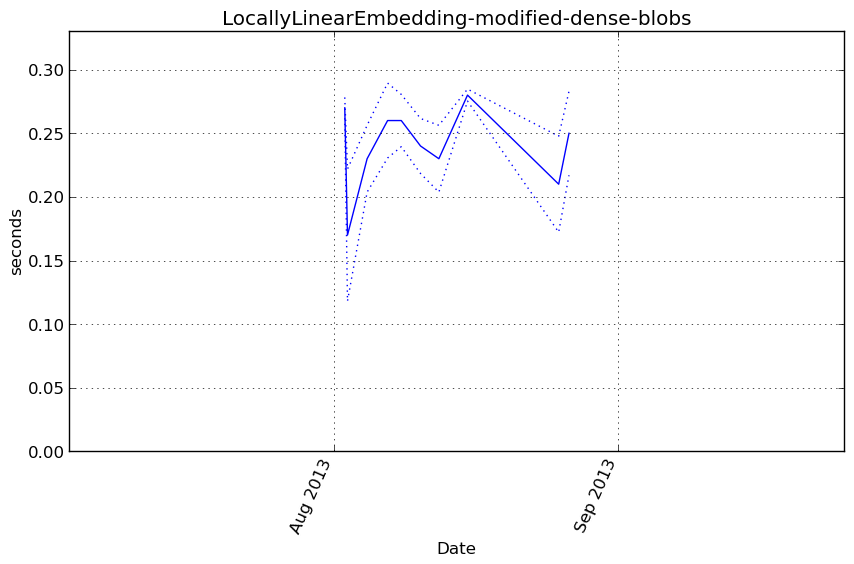 LocallyLinearEmbedding-modified-dense-blobs
0.30
0.25
0.20
0.15
0.10
0.05
0.00
seconds
Aug 2013
Sep 2013
Date